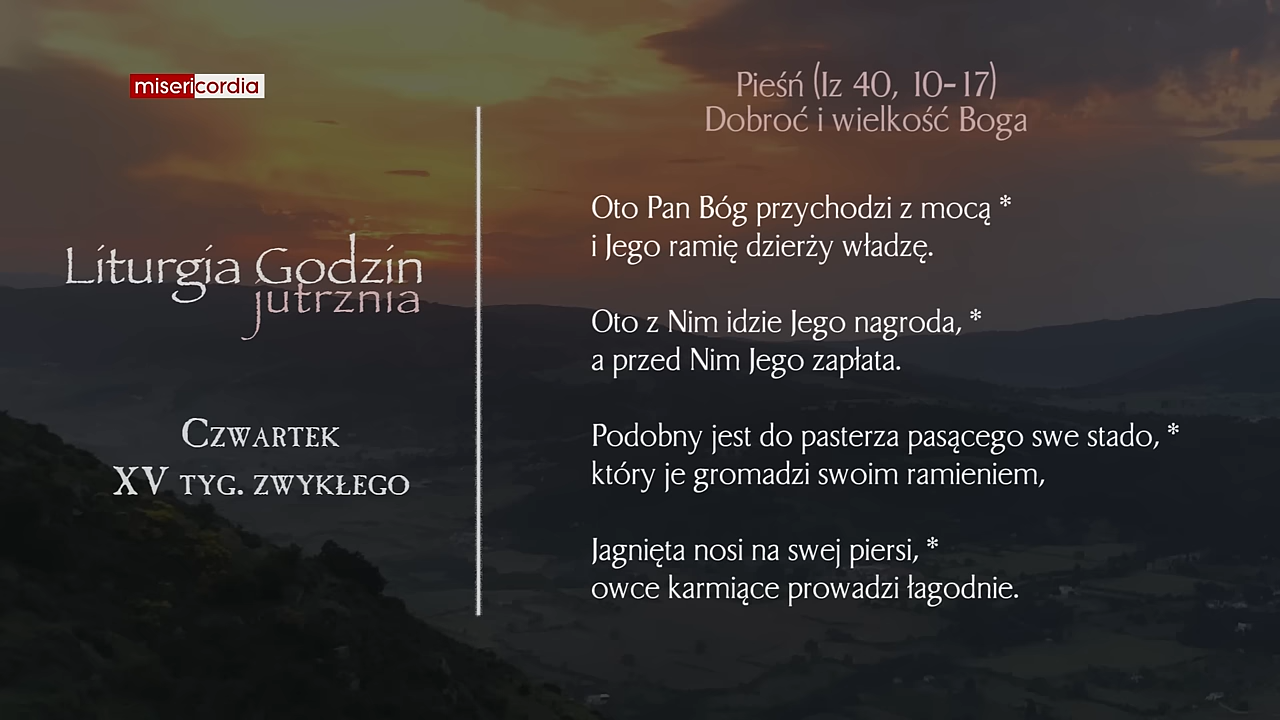 misericordia
Liturgia Godzin
jutrznia
Czwartek
XV tyg. zwykłego
Pieśń (Iz 40, 10-17)
Dobroć i wielkość Boga
Oto Pan Bóg przychodzi z mocą *
i Jego ramię dzierży władzę.
Oto z Nim idzie Jego nagroda, *
a przed Nim Jego zapłata.
Podobny jest do pasterza pasącego swe stado, *
który je gromadzi swoim ramieniem,
Jagnięta nosi na swej piersi, *
owce karmiące prowadzi łagodnie.